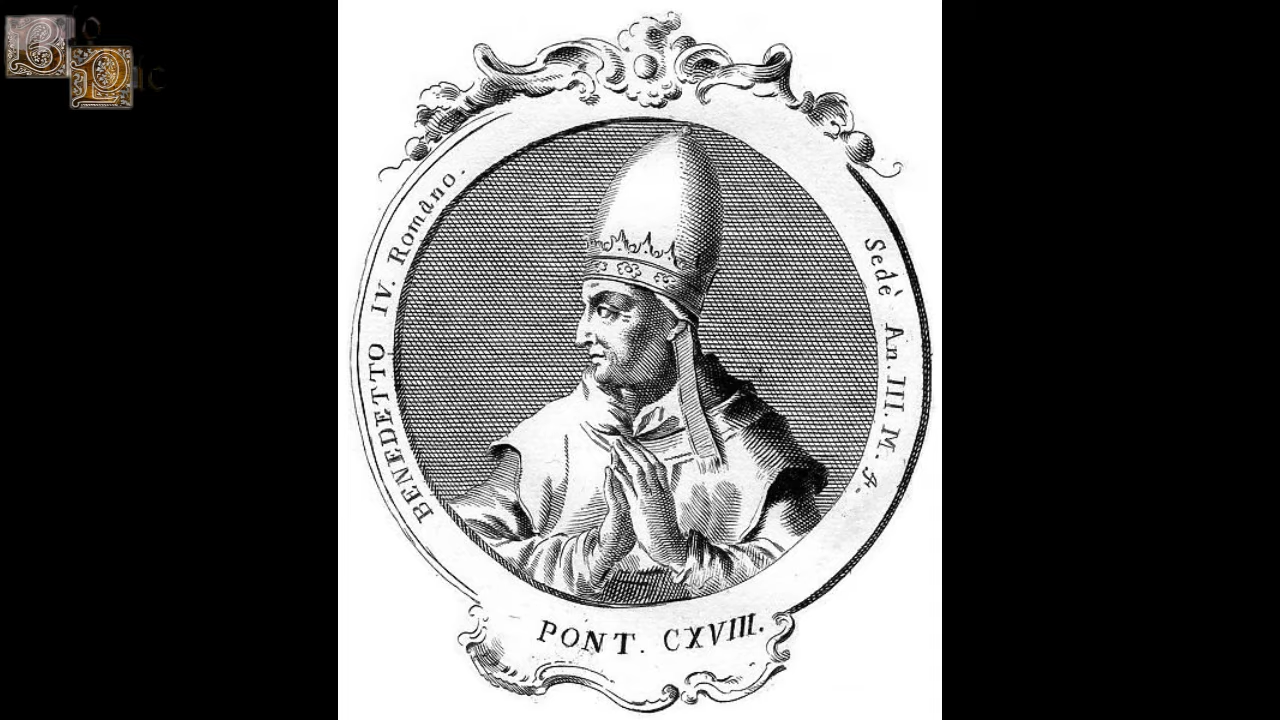 BENEDETTO IV. Romano.
Sedè An. III. M. 4.
PONT. CXVIII.